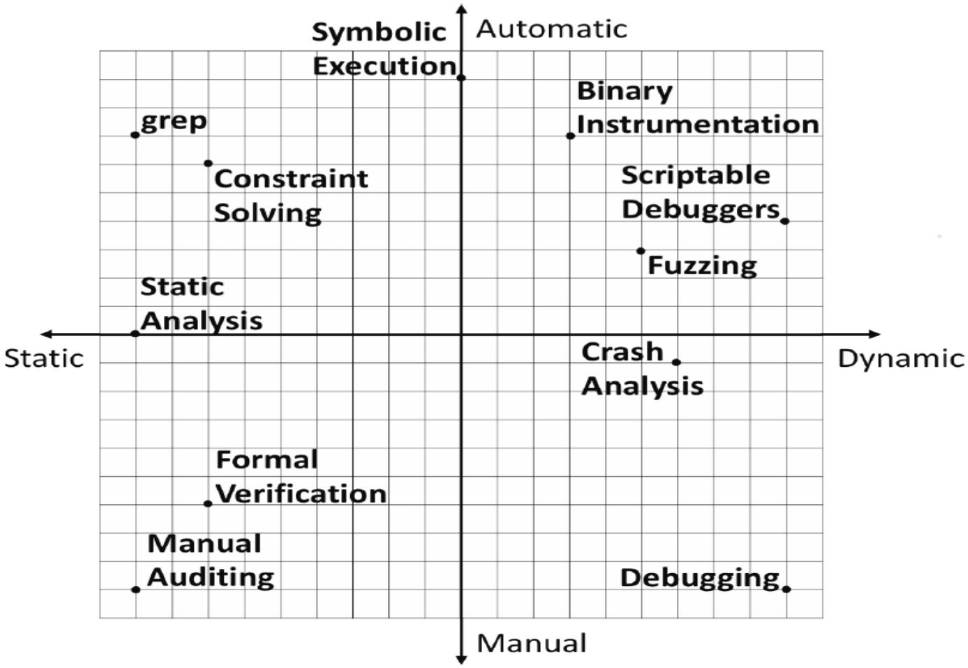 Symbolic
Execution
Automatic
Binary
Instrumentation
grep
Constraint
Solving
Scriptable
Debuggers
Fuzzing
Static
Analysis
Static
Dynamic
Crash
Analysis
Formal
Verification
Manual
Auditing
Debugging
Manual